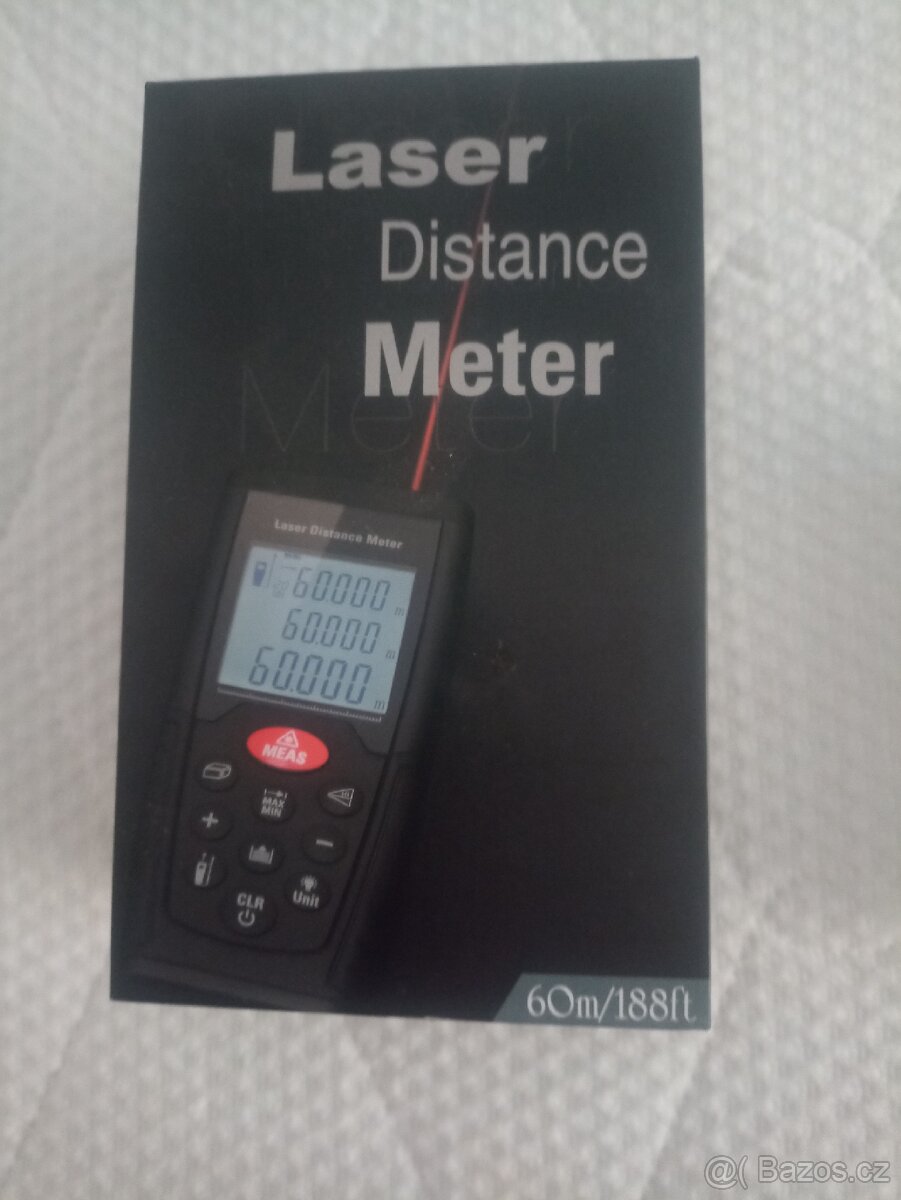 Laser
Distance
Meter
Meter
Laser Distance Meter
60.000 m
60.000 m
60.000 m
MEAS
MAX
MIN
+
−
Unit
CLR
60m/188ft
@( Bazos.cz